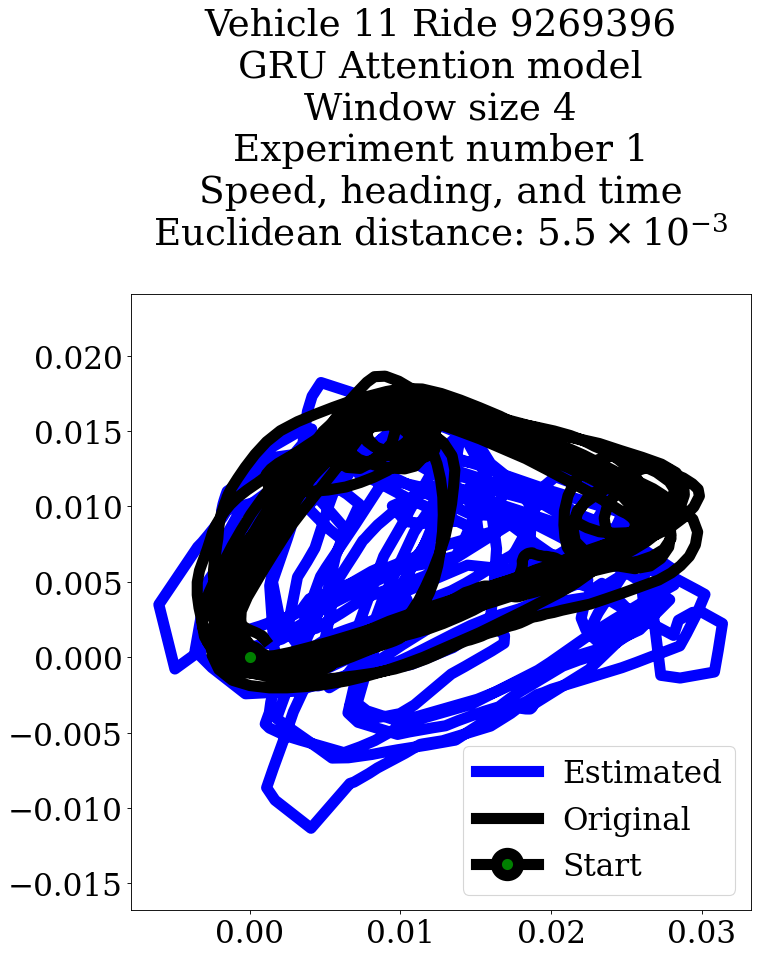 Vehicle 11 Ride 9269396
GRU Attention model
Window size 4
Experiment number 1
Speed, heading, and time
Euclidean distance: 5.5 × 10⁻³
0.020
0.015
0.010
0.005
0.000
−0.005
−0.010
−0.015
Estimated
Original
Start
0.00 0.01 0.02 0.03